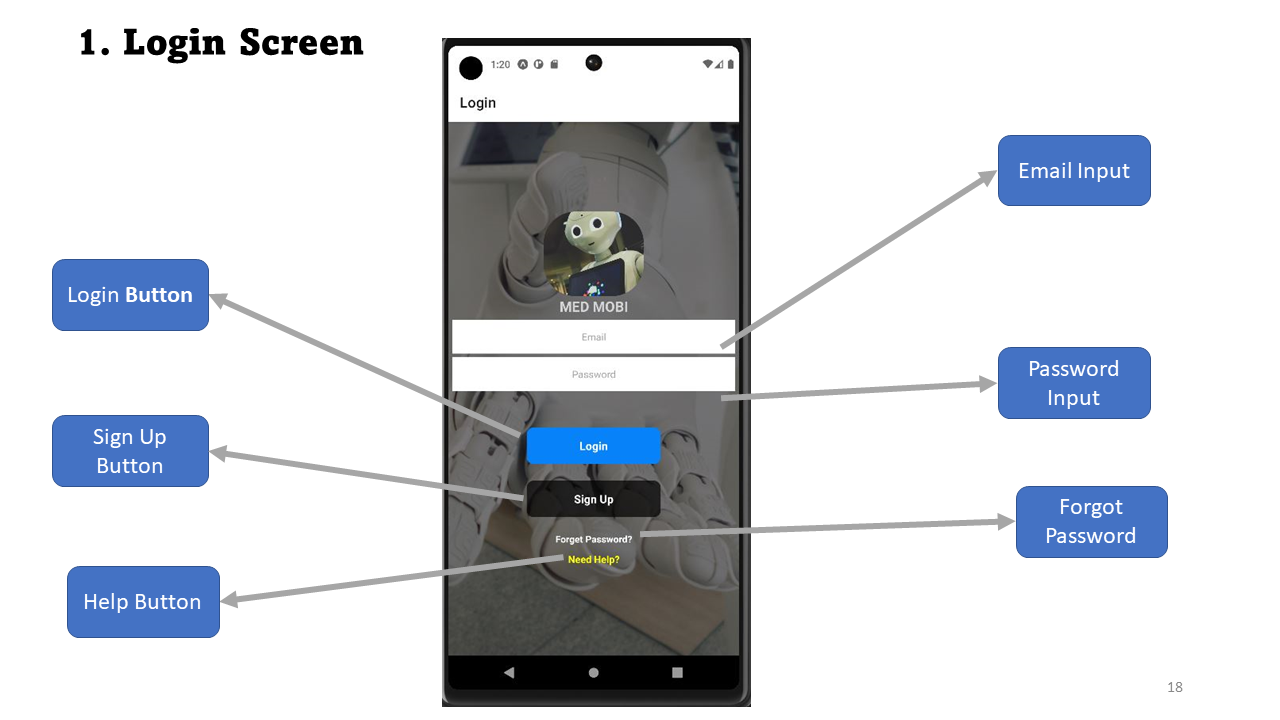 1. Login Screen
1:20
Login
MED MOBI
Email
Password
Login
Sign Up
Forget Password?
Need Help?
Login Button
Sign Up
Button
Help Button
Email Input
Password
Input
Forgot
Password
18